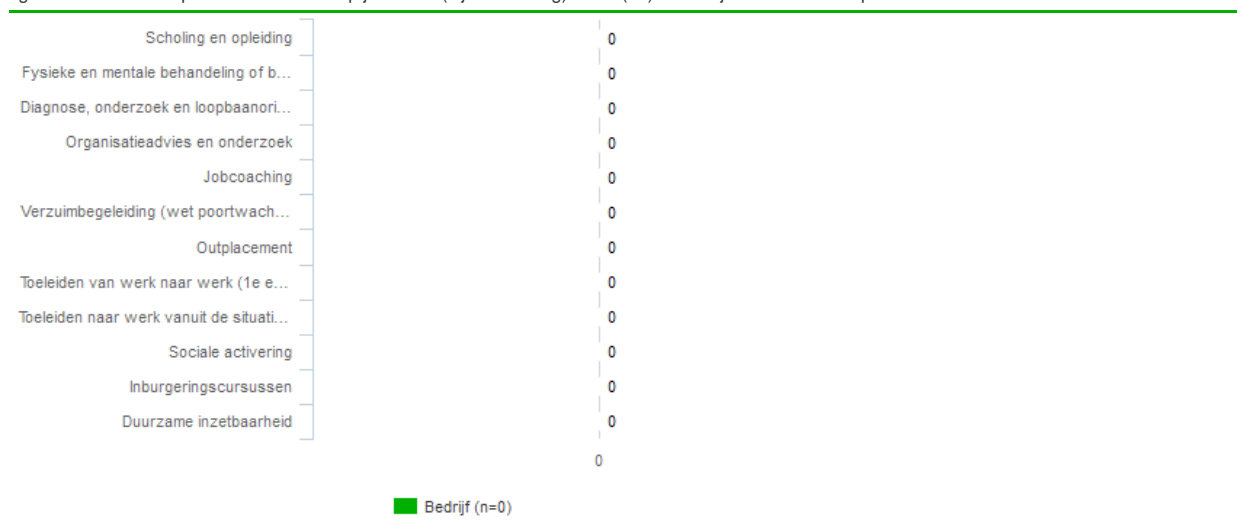 Scholing en opleiding 0
Fysieke en mentale behandeling of b... 0
Diagnose, onderzoek en loopbaanori... 0
Organisatieadvies en onderzoek 0
Jobcoaching 0
Verzuimbegeleiding (wet poortwach... 0
Outplacement 0
Toeleiden van werk naar werk (1e e... 0
Toeleiden naar werk vanuit de situati... 0
Sociale activering 0
Inburgeringscursussen 0
Duurzame inzetbaarheid 0
0
Bedrijf (n=0)